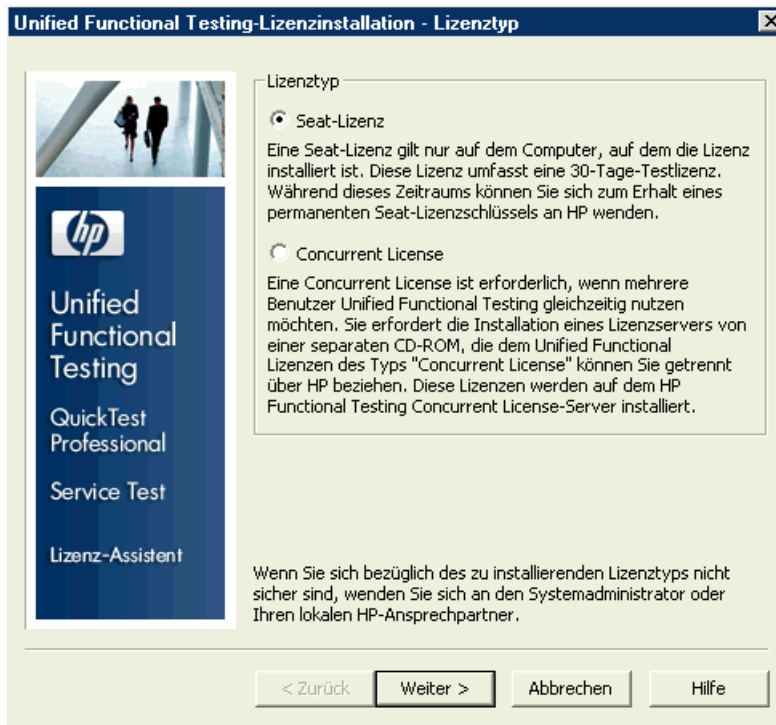 Unified Functional Testing-Lizenzinstallation - Lizenztyp
hp
Unified
Functional
Testing
QuickTest
Professional
Service Test
Lizenz-Assistent
Lizenztyp
Seat-Lizenz
Eine Seat-Lizenz gilt nur auf dem Computer, auf dem die Lizenz
installiert ist. Diese Lizenz umfasst eine 30-Tage-Testlizenz.
Während dieses Zeitraums können Sie sich zum Erhalt eines
permanenten Seat-Lizenzschlüssels an HP wenden.
Concurrent License
Eine Concurrent License ist erforderlich, wenn mehrere
Benutzer Unified Functional Testing gleichzeitig nutzen
möchten. Sie erfordert die Installation eines Lizenzservers von
einer separaten CD-ROM, die dem Unified Functional
Lizenzen des Typs "Concurrent License" können Sie getrennt
über HP beziehen. Diese Lizenzen werden auf dem HP
Functional Testing Concurrent License-Server installiert.
Wenn Sie sich bezüglich des zu installierenden Lizenztyps nicht
sicher sind, wenden Sie sich an den Systemadministrator oder
Ihren lokalen HP-Ansprechpartner.
< Zurück
Weiter >
Abbrechen
Hilfe